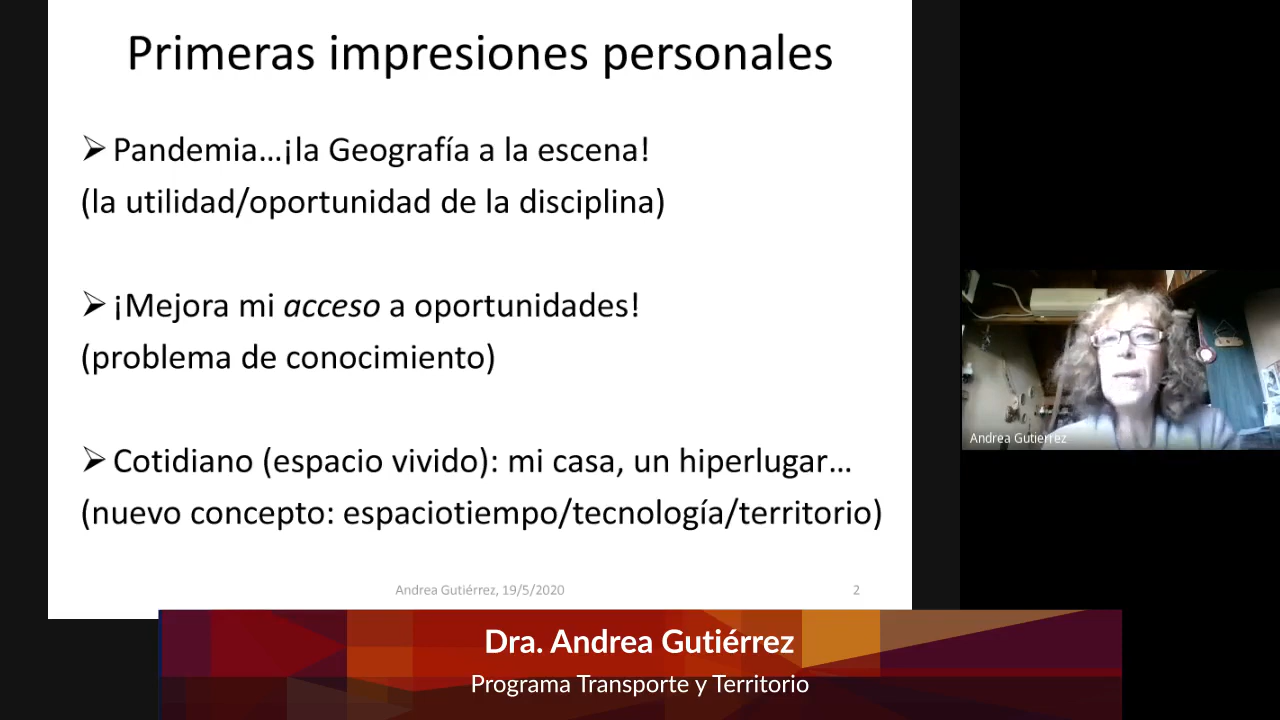 Primeras impresiones personales
➢ Pandemia...¡la Geografía a la escena!
(la utilidad/oportunidad de la disciplina)
➢ ¡Mejora mi acceso a oportunidades!
(problema de conocimiento)
➢ Cotidiano (espacio vivido): mi casa, un hiperlugar...
(nuevo concepto: espaciotiempo/tecnología/territorio)
Andrea Gutiérrez, 19/5/2020
2
Andrea Gutierrez
Dra. Andrea Gutiérrez
Programa Transporte y Territorio